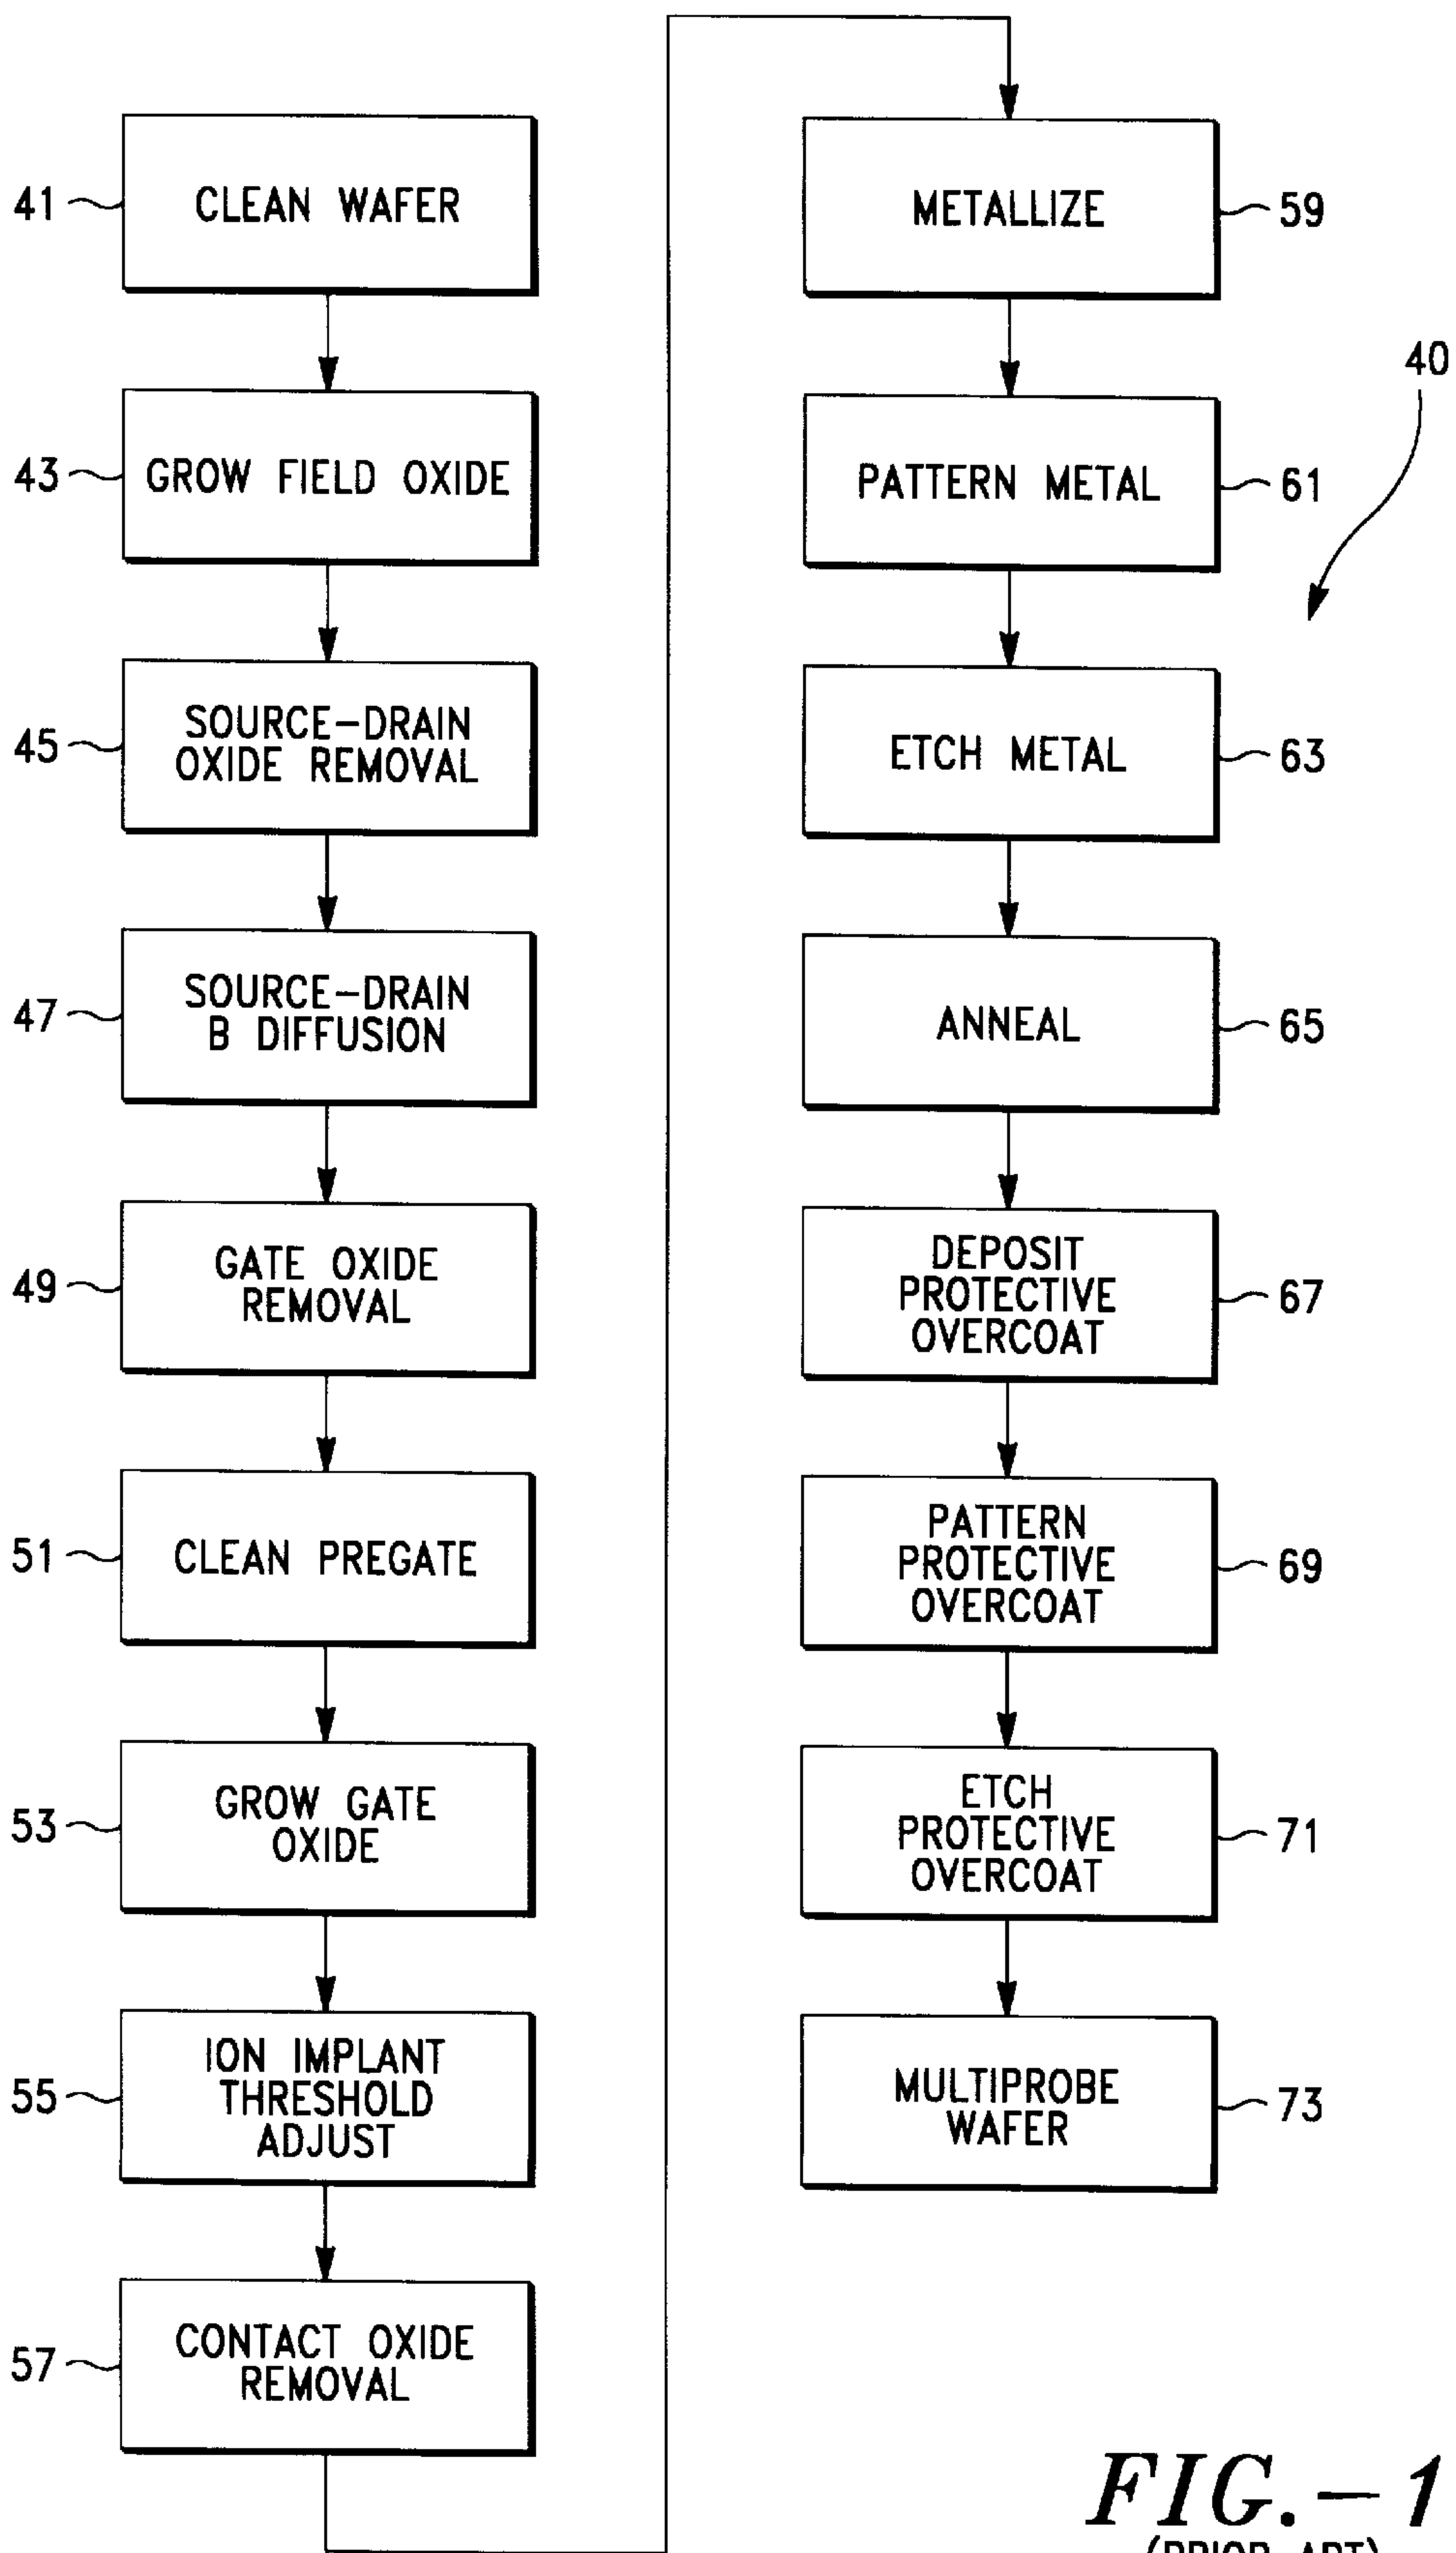 41
CLEAN WAFER
43
GROW FIELD OXIDE
45
SOURCE-DRAIN
OXIDE REMOVAL
47
SOURCE-DRAIN
B DIFFUSION
49
GATE OXIDE
REMOVAL
51
CLEAN PREGATE
53
GROW GATE
OXIDE
55
ION IMPLANT
THRESHOLD
ADJUST
57
CONTACT OXIDE
REMOVAL
METALLIZE
59
40
PATTERN METAL
61
ETCH METAL
63
ANNEAL
65
DEPOSIT
PROTECTIVE
OVERCOAT
67
PATTERN
PROTECTIVE
OVERCOAT
69
ETCH
PROTECTIVE
OVERCOAT
71
MULTIPROBE
WAFER
73
FIG.-1
(PRIOR ART)